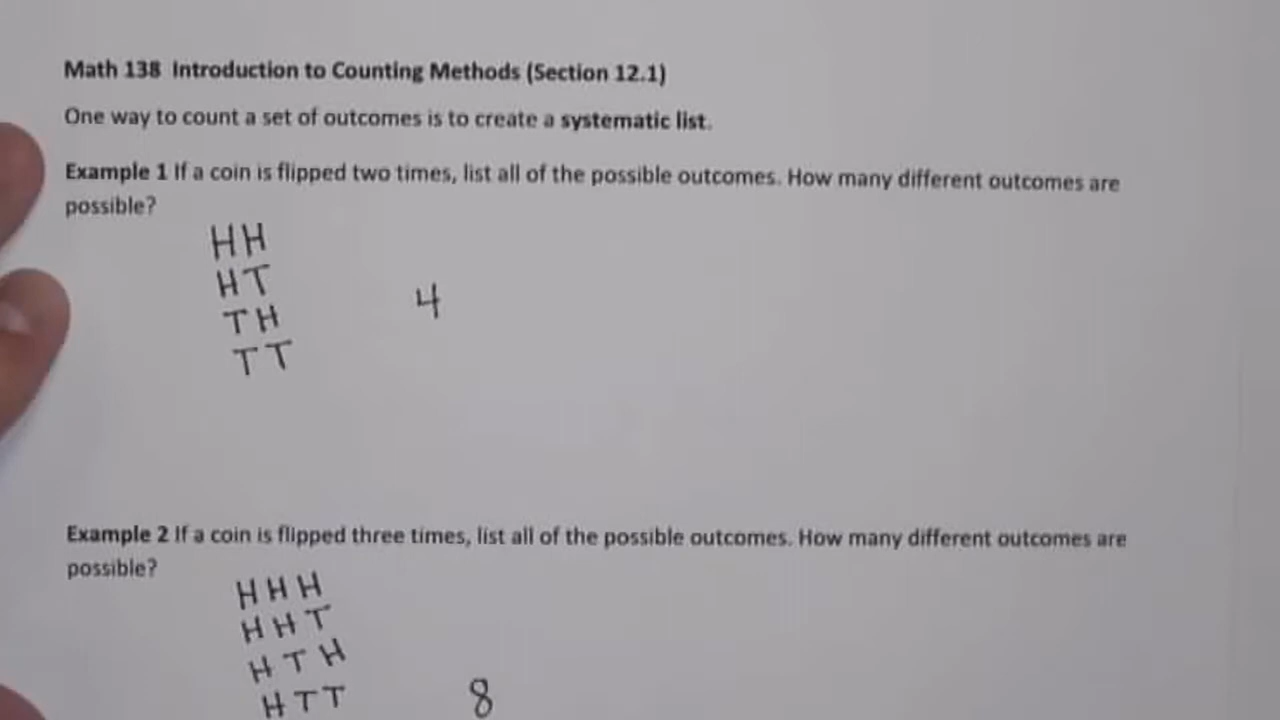 Math 138 Introduction to Counting Methods (Section 12.1)
One way to count a set of outcomes is to create a systematic list.
Example 1 If a coin is flipped two times, list all of the possible outcomes. How many different outcomes are
possible?
HH
HT
TH
TT
4
Example 2 If a coin is flipped three times, list all of the possible outcomes. How many different outcomes are
possible?
HHH
HHT
HTH
HTT
8